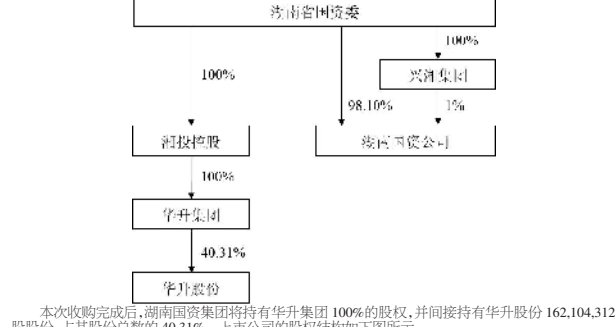 湖南省国资委
100%
100%
兴湘集团
98.10%
1%
湘投控股
湖南国资公司
100%
华升集团
40.31%
华升股份
本次收购完成后,湖南国资集团将持有华升集团 100%的股权,并间接持有华升股份 162,104,312
股股份,占其股份总数的 40.31%。上市公司的股权结构如下图所示